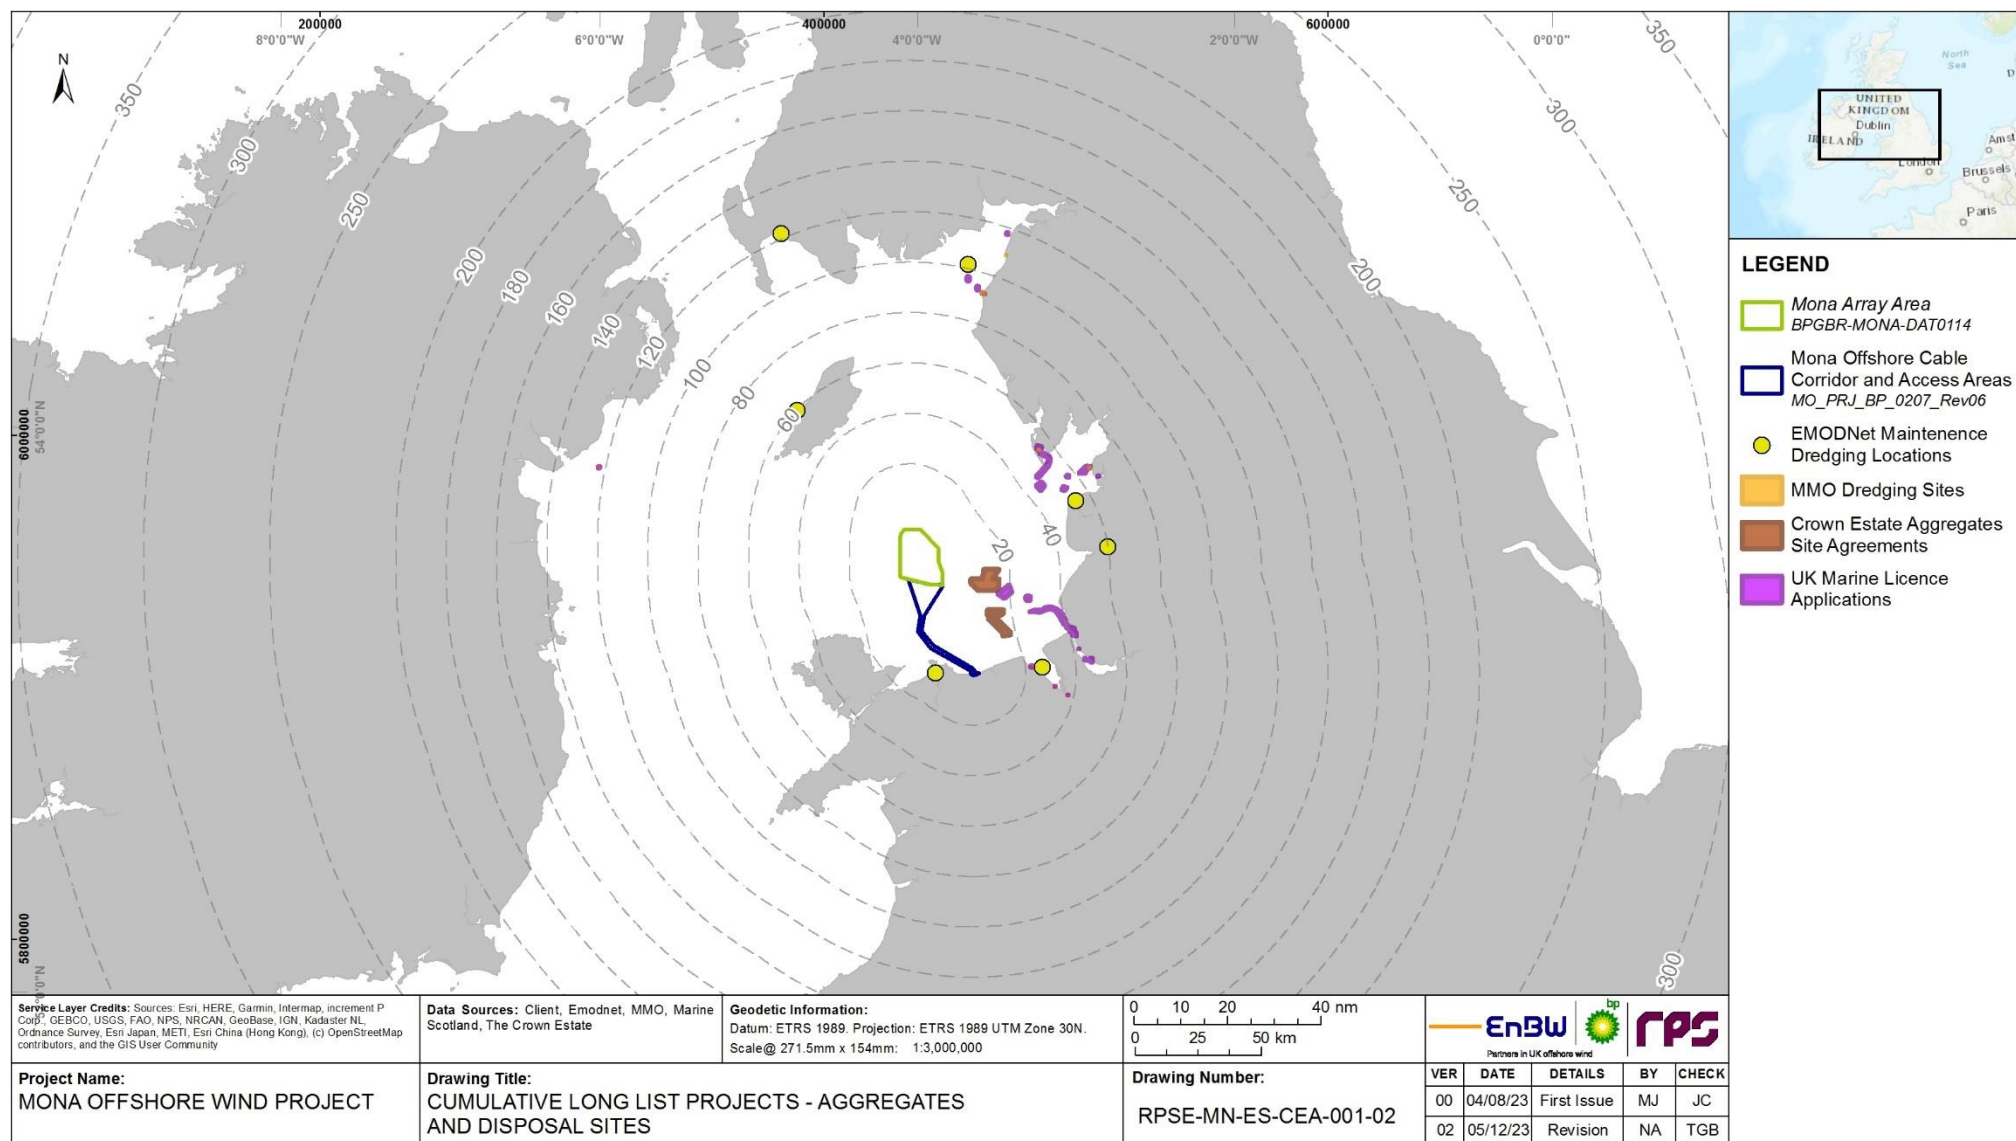 200000
400000
600000
8°0'0"W
6°0'0"W
4°0'0"W
2°0'0"W
0°0'0"
N
350
300
250
200
180
160
140
120
100
80
60
40
20
350
300
250
200
300
6000000
54°0'0"N
5800000
North
Sea
UNITED
KINGDOM
Dublin
IRELAND
London
Amst
Brussels
Paris
D
LEGEND
Mona Array Area
BPGBR-MONA-DAT0114
Mona Offshore Cable
Corridor and Access Areas
MO_PRJ_BP_0207_Rev06
EMODNet Maintenence
Dredging Locations
MMO Dredging Sites
Crown Estate Aggregates
Site Agreements
UK Marine Licence
Applications
Service Layer Credits: Sources: Esri, HERE, Garmin, Intermap, increment P
Corp., GEBCO, USGS, FAO, NPS, NRCAN, GeoBase, IGN, Kadaster NL,
Ordnance Survey, Esri Japan, METI, Esri China (Hong Kong), (c) OpenStreetMap
contributors, and the GIS User Community
Data Sources: Client, Emodnet, MMO, Marine
Scotland, The Crown Estate
Geodetic Information:
Datum: ETRS 1989. Projection: ETRS 1989 UTM Zone 30N.
Scale@ 271.5mm x 154mm: 1:3,000,000
0 10 20 40 nm
0 25 50 km
EnBW
Partners in UK offshore wind
bp
rps
Project Name:
MONA OFFSHORE WIND PROJECT
Drawing Title:
CUMULATIVE LONG LIST PROJECTS - AGGREGATES
AND DISPOSAL SITES
Drawing Number:
RPSE-MN-ES-CEA-001-02
VER DATE DETAILS BY CHECK
00 04/08/23 First Issue MJ JC
02 05/12/23 Revision NA TGB